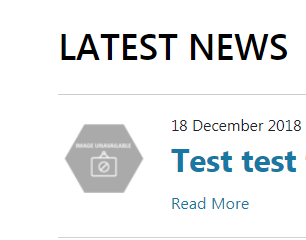 LATEST NEWS
IMAGE UNAVAILABLE
18 December 2018
Test test
Read More